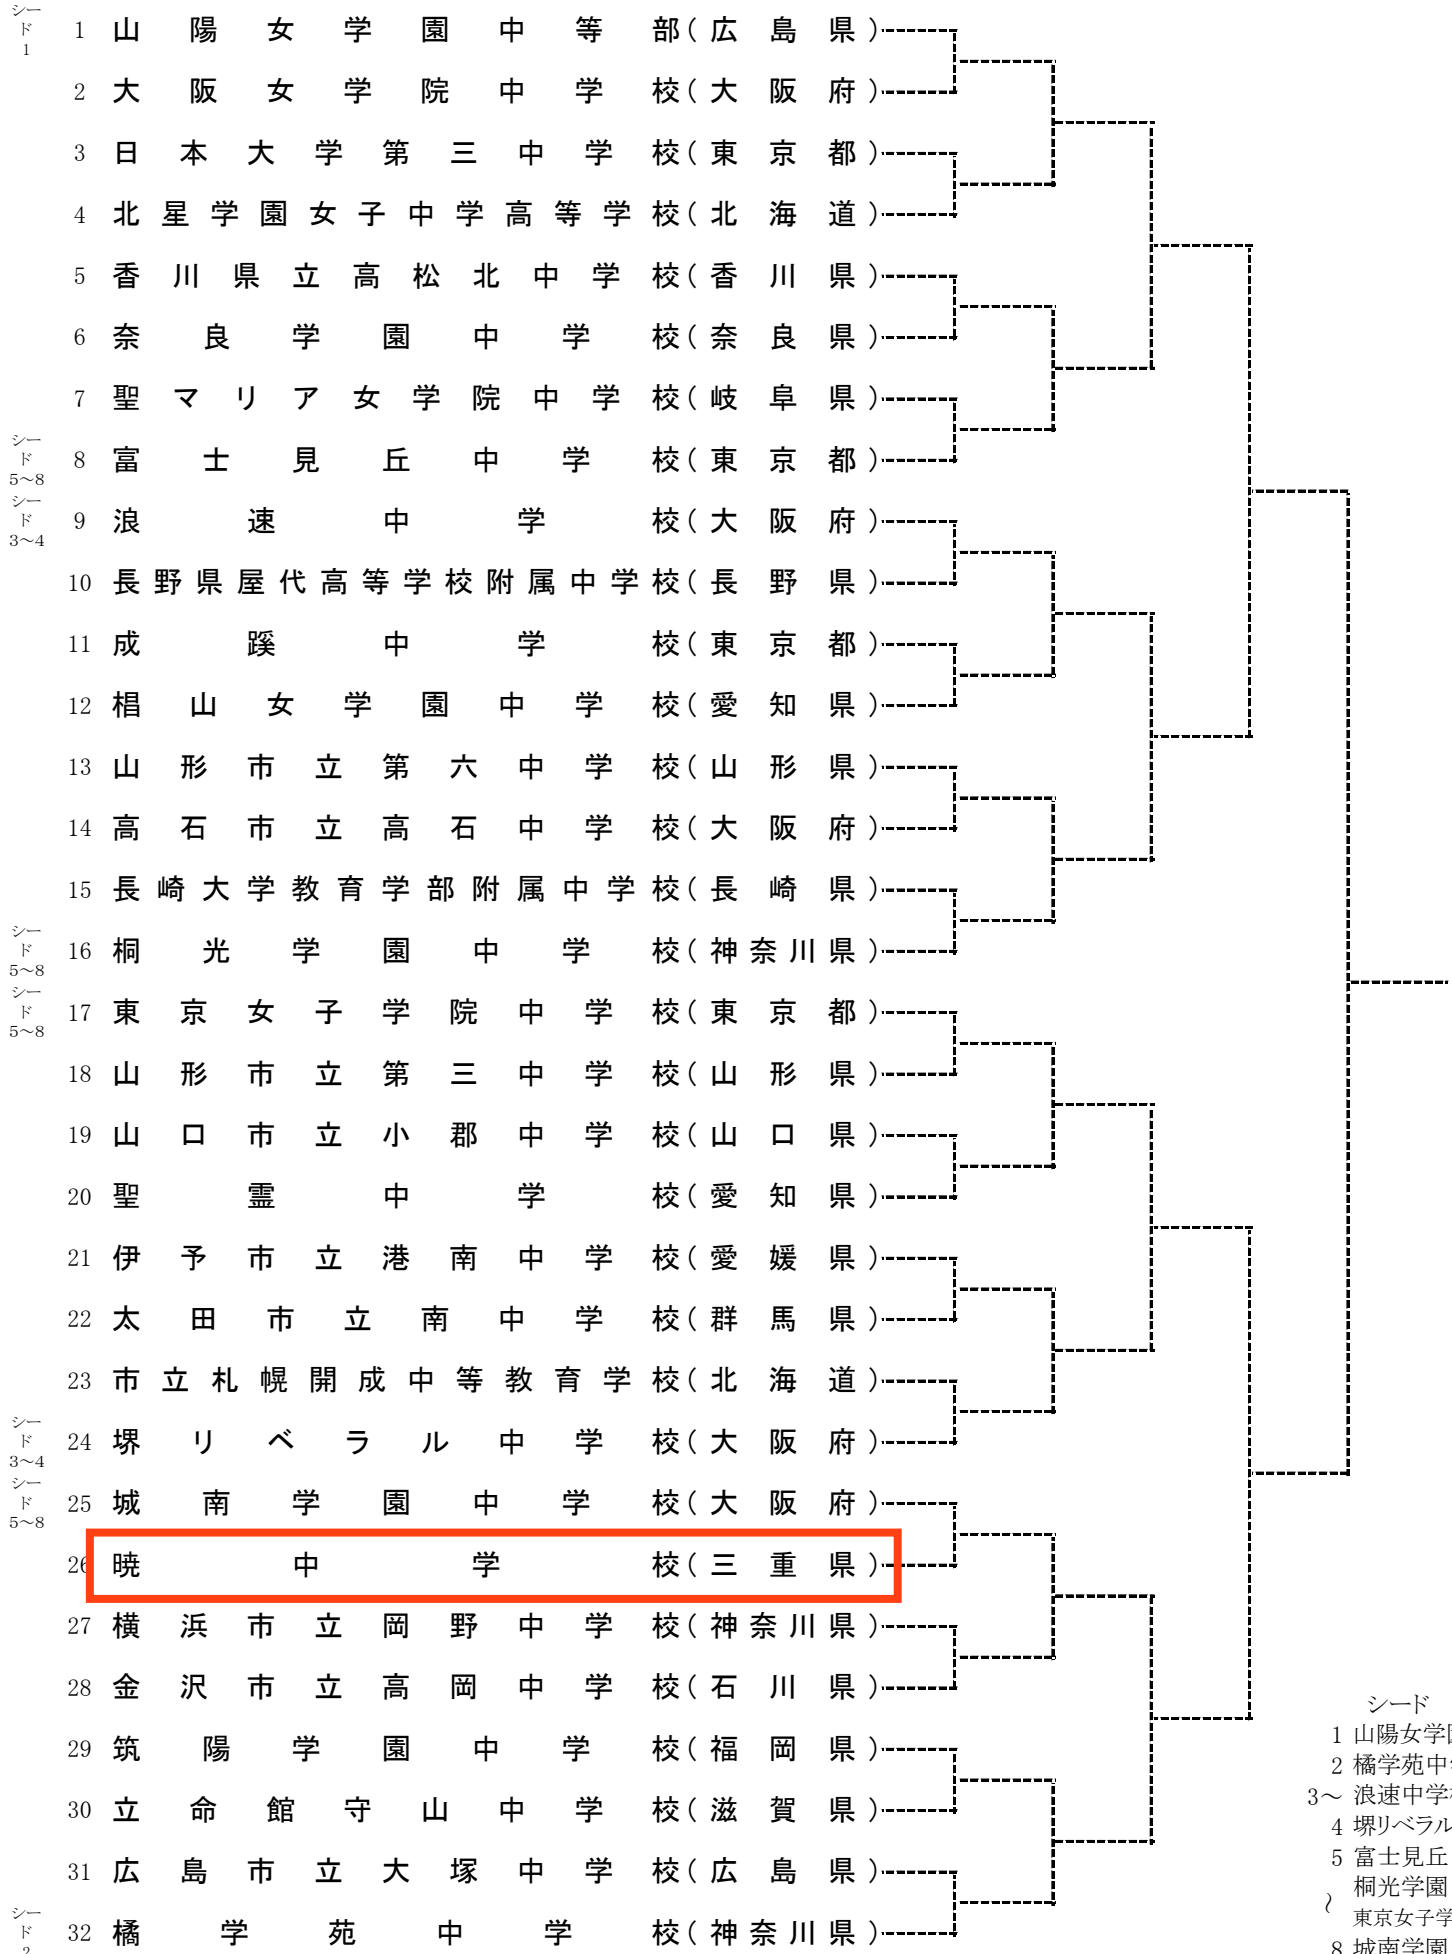 シード1 1 山陽女学園中等部(広島県)
2 大阪女学院中学校(大阪府)
3 日本大学第三中学校(東京都)
4 北星学園女子中学高等学校(北海道)
5 香川県立高松北中学校(香川県)
6 奈良学園中学校(奈良県)
7 聖マリア女学院中学校(岐阜県)
シード5~8 8 富士見丘中学校(東京都)
シード3~4 9 浪速中学校(大阪府)
10 長野県屋代高等学校附属中学校(長野県)
11 成蹊中学校(東京都)
12 椙山女学園中学校(愛知県)
13 山形市立第六中学校(山形県)
14 高石市立高石中学校(大阪府)
15 長崎大学教育学部附属中学校(長崎県)
シード5~8 16 桐光学園中学校(神奈川県)
シード5~8 17 東京女子学院中学校(東京都)
18 山形市立第三中学校(山形県)
19 山口市立小郡中学校(山口県)
20 聖霊中学校(愛知県)
21 伊予市立港南中学校(愛媛県)
22 太田市立南中学校(群馬県)
23 市立札幌開成中等教育学校(北海道)
シード3~4 24 堺リベラル中学校(大阪府)
シード5~8 25 城南学園中学校(大阪府)
26 暁中学校(三重県)
27 横浜市立岡野中学校(神奈川県)
28 金沢市立高岡中学校(石川県)
29 筑陽学園中学校(福岡県)
30 立命館守山中学校(滋賀県)
31 広島市立大塚中学校(広島県)
シード2 32 橘学苑中学校(神奈川県)
シード
1 山陽女学
2 橘学苑中
3~ 浪速中学
4 堺リベラル
5 富士見丘
~ 桐光学園
東京女子学
8 城南学園